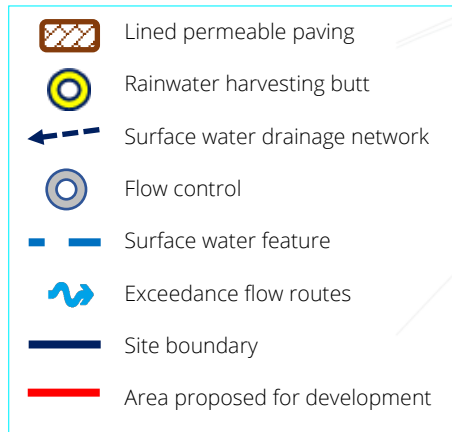 Lined permeable paving
Rainwater harvesting butt
Surface water drainage network
Flow control
Surface water feature
Exceedance flow routes
Site boundary
Area proposed for development